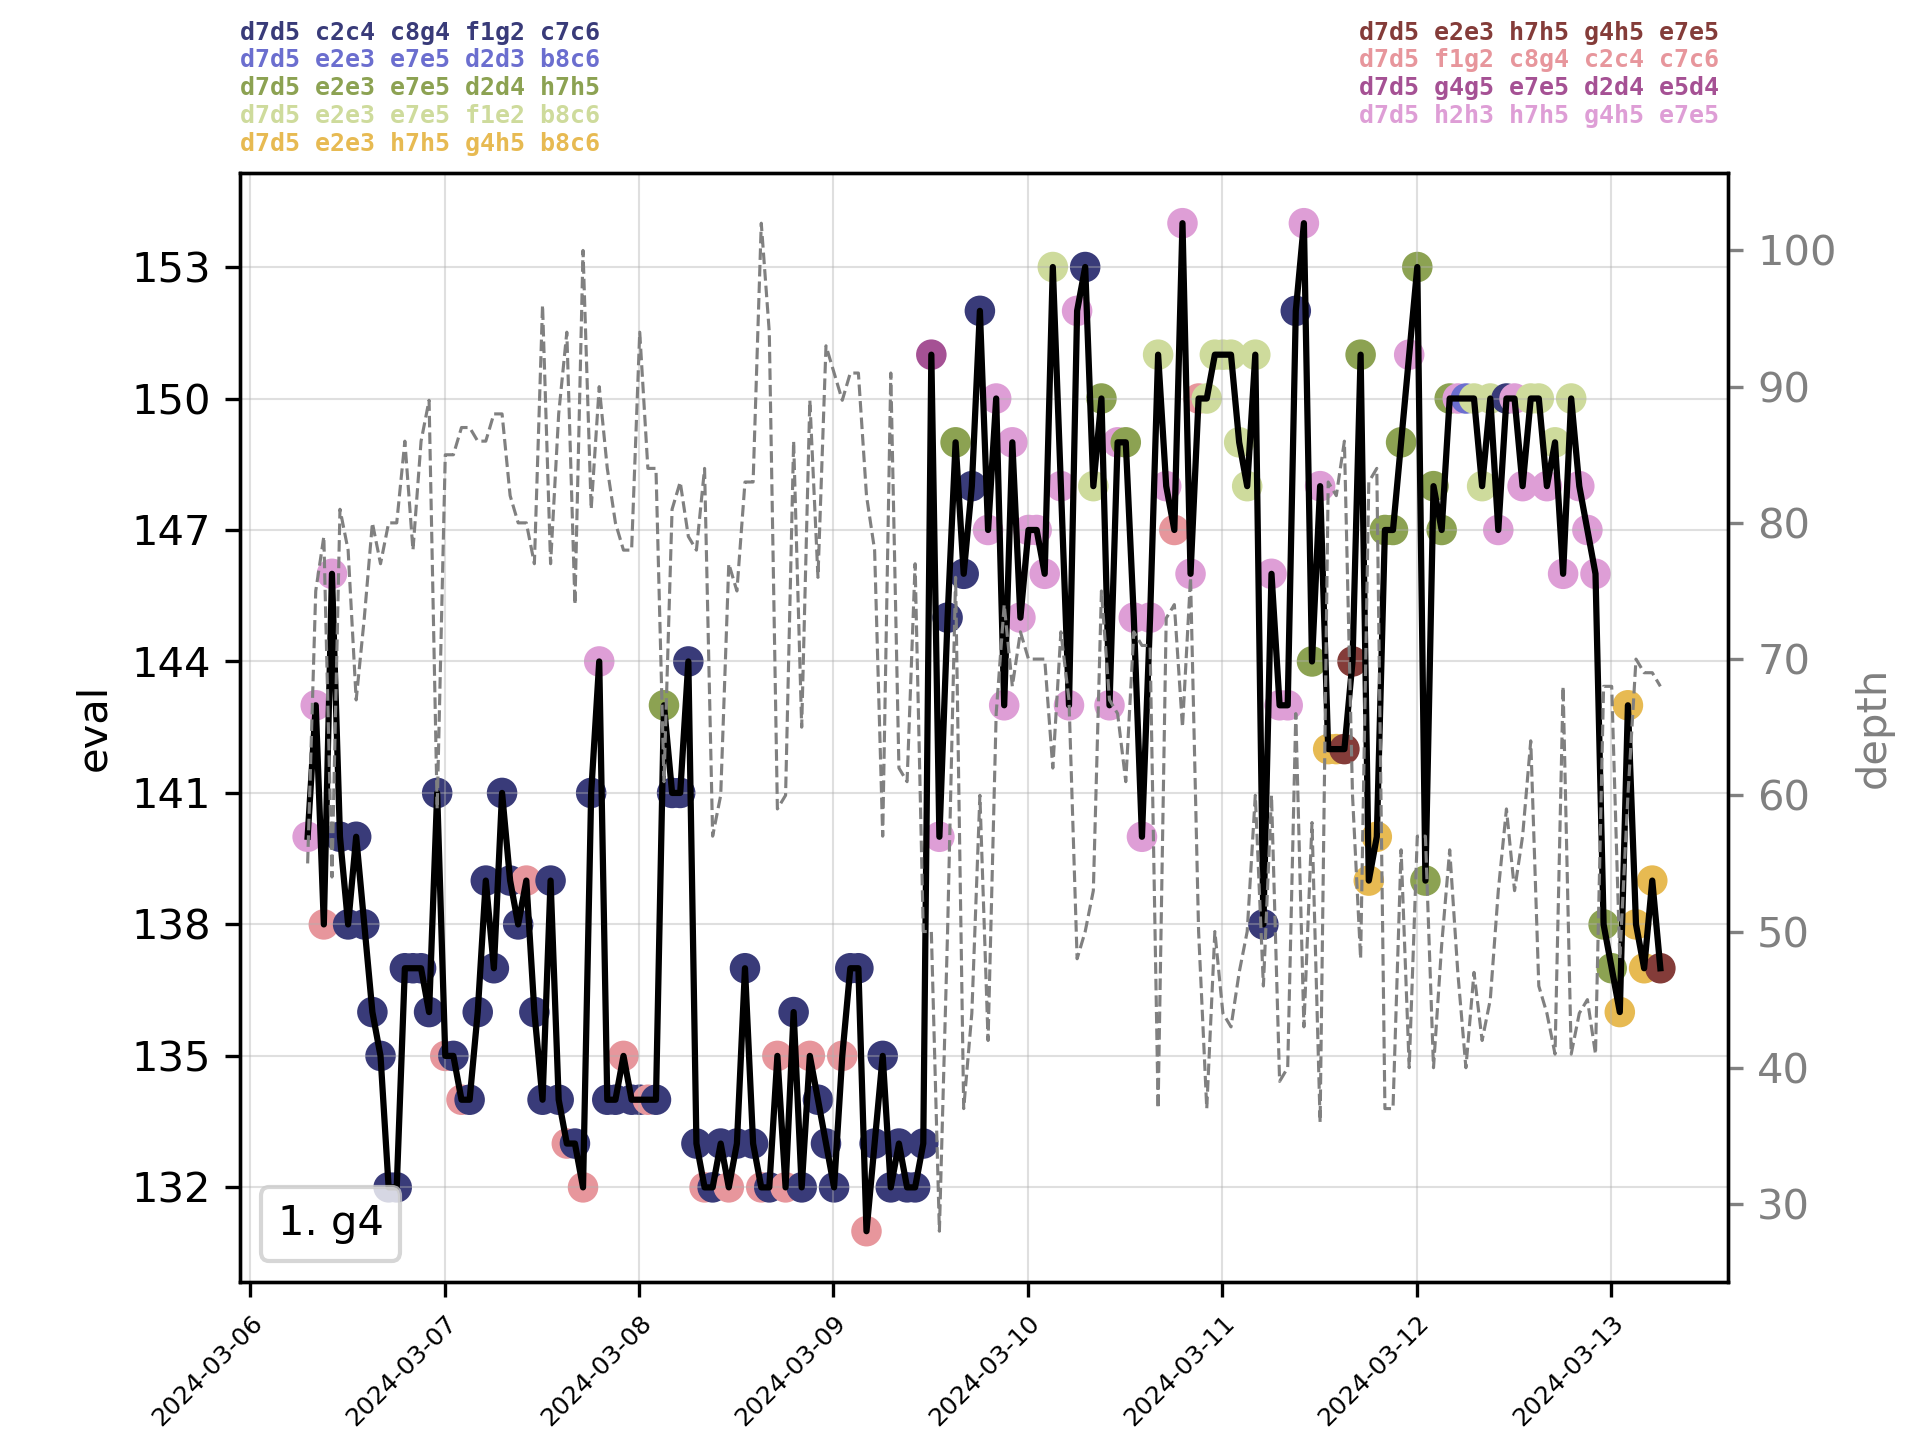 d7d5 c2c4 c8g4 f1g2 c7c6
d7d5 e2e3 e7e5 d2d3 b8c6
d7d5 e2e3 e7e5 d2d4 h7h5
d7d5 e2e3 e7e5 f1e2 b8c6
d7d5 e2e3 h7h5 g4h5 b8c6
d7d5 e2e3 h7h5 g4h5 e7e5
d7d5 f1g2 c8g4 c2c4 c7c6
d7d5 g4g5 e7e5 d2d4 e5d4
d7d5 h2h3 h7h5 g4h5 e7e5
153
150
147
144
141
138
135
132
eval
100
90
80
70
60
50
40
30
depth
1. g4
2024-03-06
2024-03-07
2024-03-08
2024-03-09
2024-03-10
2024-03-11
2024-03-12
2024-03-13